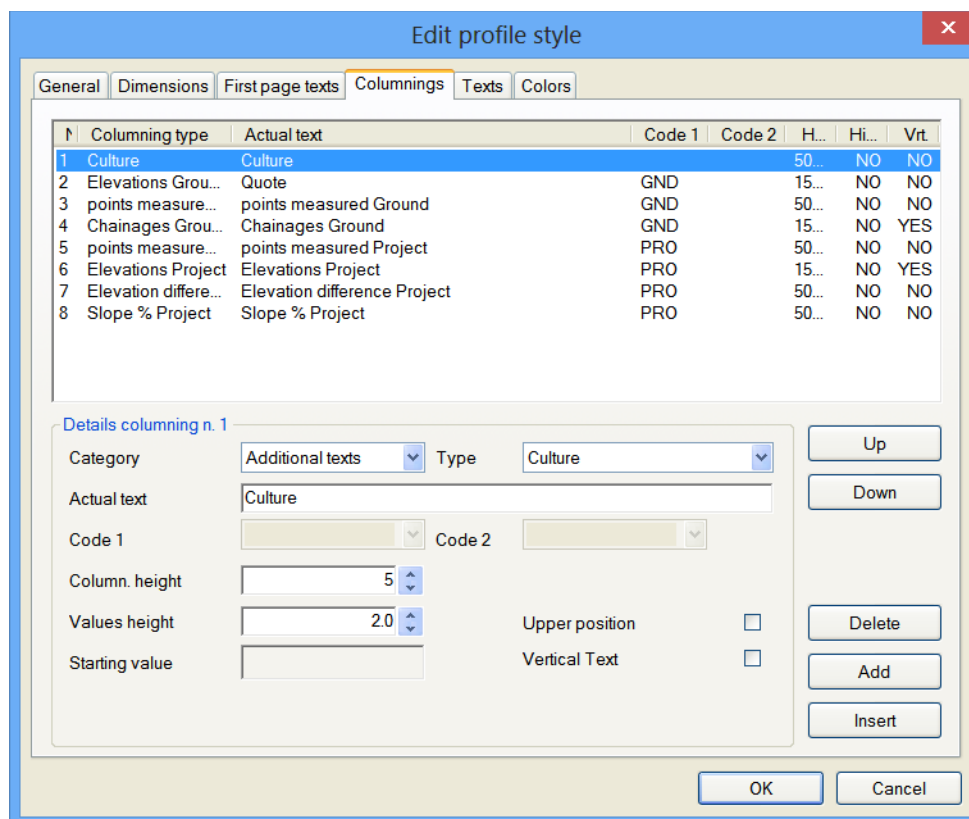 Edit profile style
General Dimensions First page texts Columnings Texts Colors
N Columning type Actual text Code 1 Code 2 H... Hi... Vrt.
1 Culture Culture 50... NO NO
2 Elevations Grou... Quote GND 15... NO NO
3 points measure... points measured Ground GND 50... NO NO
4 Chainages Grou... Chainages Ground GND 15... NO YES
5 points measure... points measured Project PRO 50... NO NO
6 Elevations Project Elevations Project PRO 15... NO YES
7 Elevation differe... Elevation difference Project PRO 50... NO NO
8 Slope % Project Slope % Project PRO 50... NO NO
Details columning n. 1
Category Additional texts Type Culture Up
Actual text Culture Down
Code 1 Code 2
Column. height 5
Values height 2.0 Upper position Delete
Starting value Vertical Text Add
Insert
OK Cancel